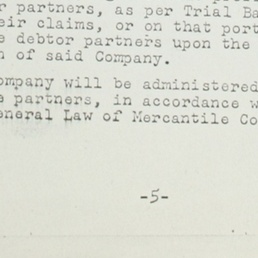 r partners, as per Trial Ba
eir claims, or on that port
e debtor partners upon the
n of said Company.
ompany will be administered
e partners, in accordance w
eneral Law of Mercantile Co
-5-